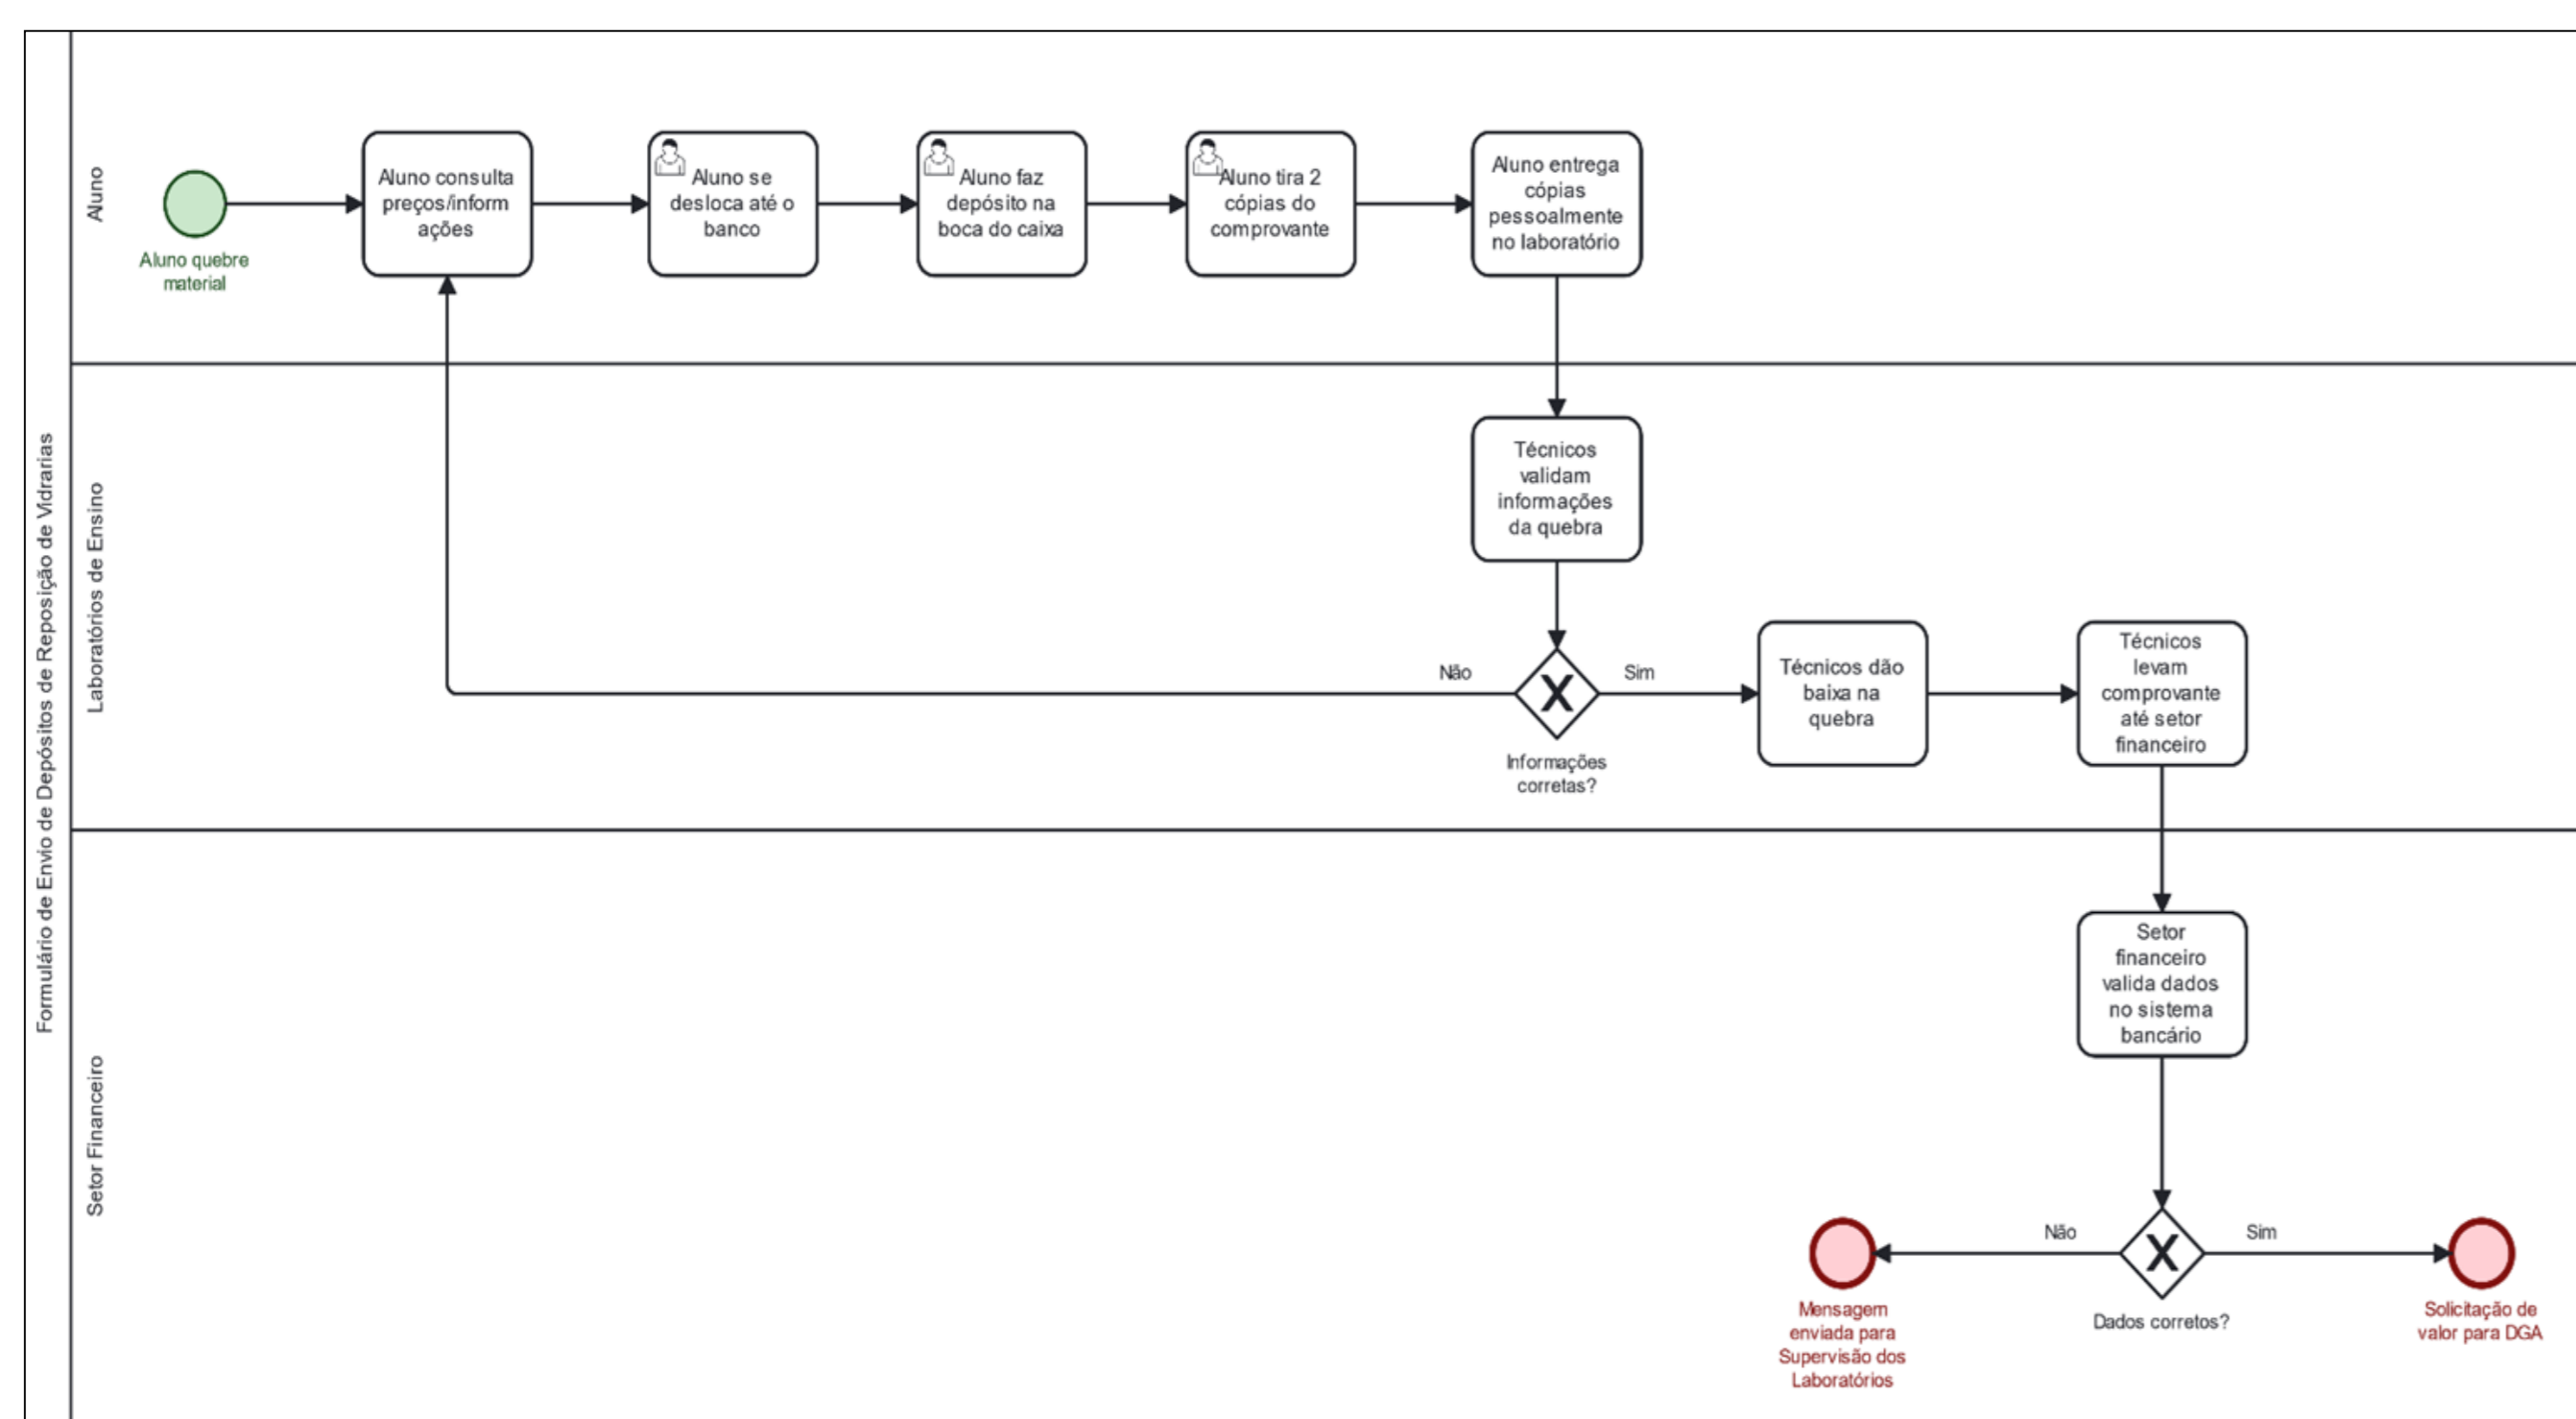 Formulário de Envio de Depósitos de Reposição de Vidrarias
Aluno
Aluno quebre
material
Aluno consulta
preços/inform
ações
Aluno se
desloca até o
banco
Aluno faz
depósito na
boca do caixa
Aluno tira 2
cópias do
comprovante
Aluno entrega
cópias
pessoalmente
no laboratório
Laboratórios de Ensino
Técnicos
validam
informações
da quebra
Não
Sim
X
Informações
corretas?
Técnicos dão
baixa na
quebra
Técnicos
levam
comprovante
até setor
financeiro
Setor Financeiro
Setor
financeiro
valida dados
no sistema
bancário
Não
Sim
X
Dados corretos?
Mensagem
enviada para
Supervisão dos
Laboratórios
Solicitação de
valor para DGA